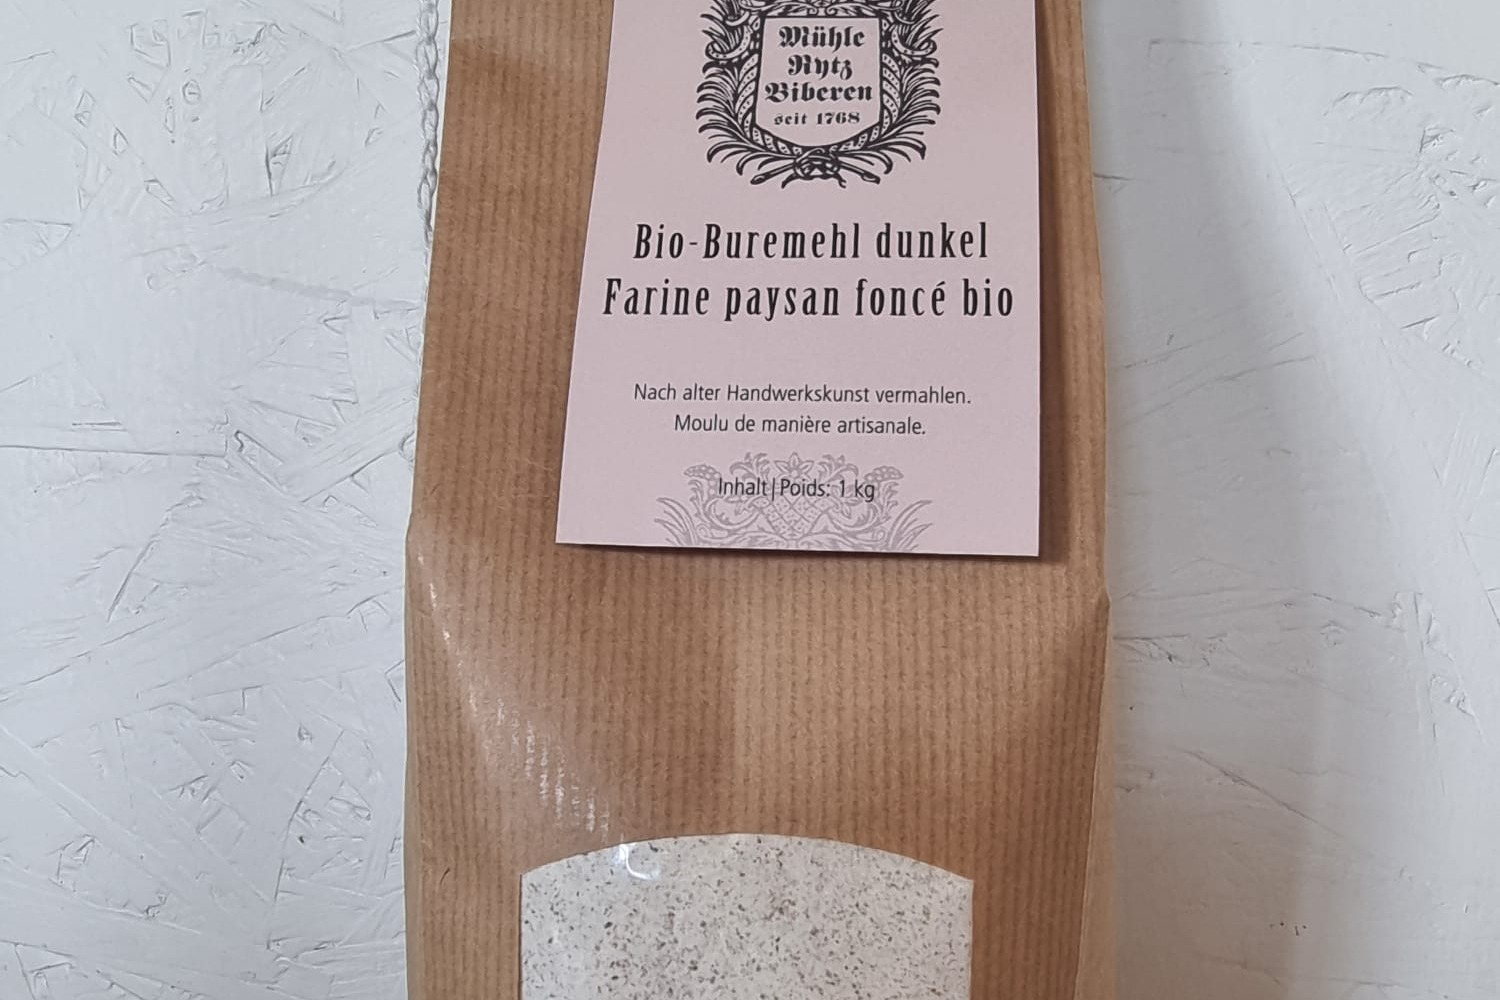 Mühle
Rytz
Biberen
seit 1768
Bio-Buremehl dunkel
Farine paysan foncé bio
Nach alter Handwerkskunst vermahlen.
Moulu de manière artisanale.
Inhalt|Poids: 1 kg